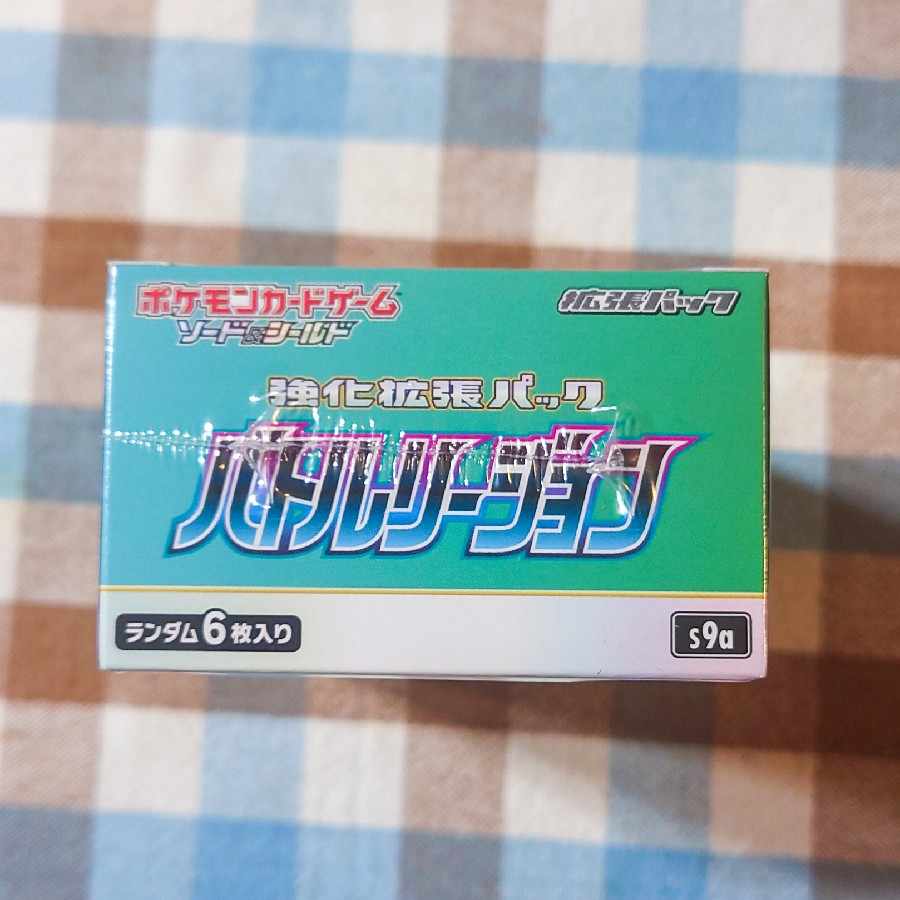 ポケモンカードゲーム 拡張パック
ソード&シールド
強化拡張パック
バトルリージョン
ランダム6枚入り s9a